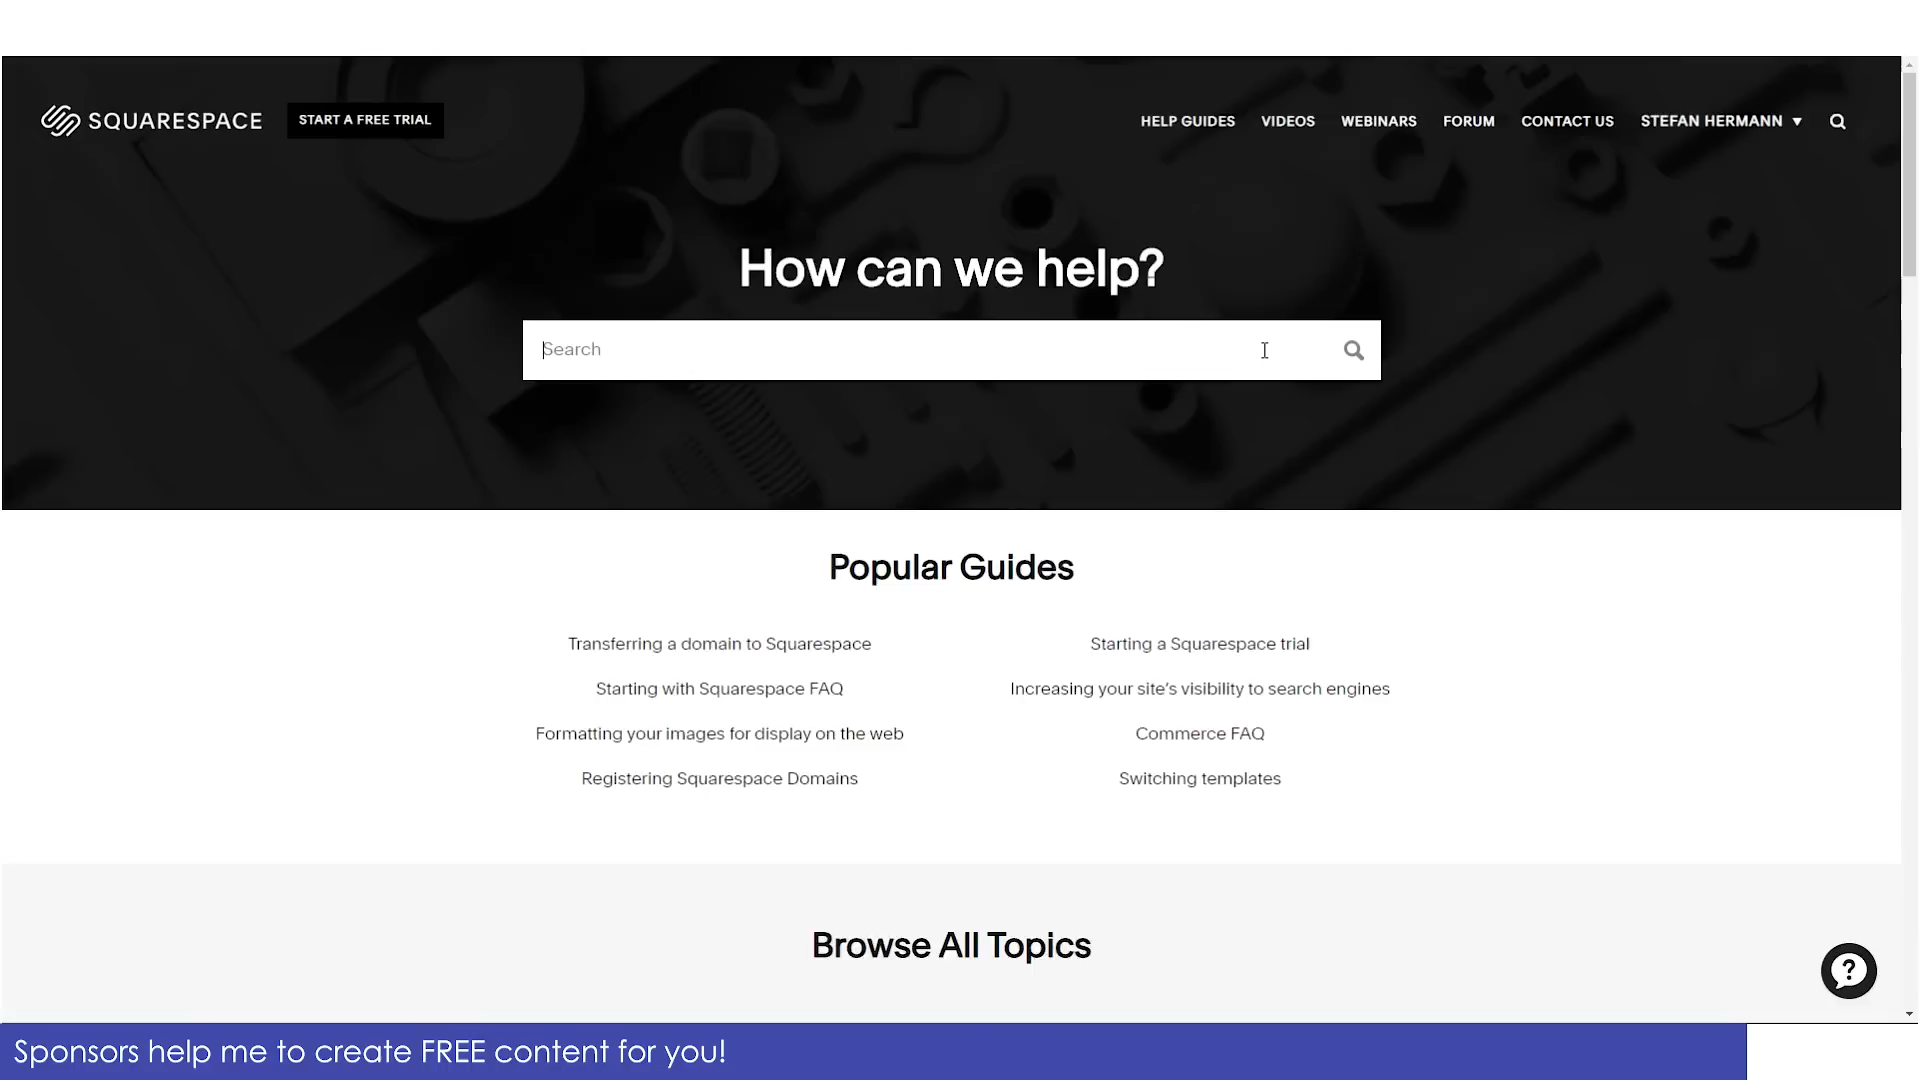 SQUARESPACE
START A FREE TRIAL
HELP GUIDES
VIDEOS
WEBINARS
FORUM
CONTACT US
STEFAN HERMANN
How can we help?
Search
Popular Guides
Transferring a domain to Squarespace
Starting a Squarespace trial
Starting with Squarespace FAQ
Increasing your site’s visibility to search engines
Formatting your images for display on the web
Commerce FAQ
Registering Squarespace Domains
Switching templates
Browse All Topics
?
Sponsors help me to create FREE content for you!